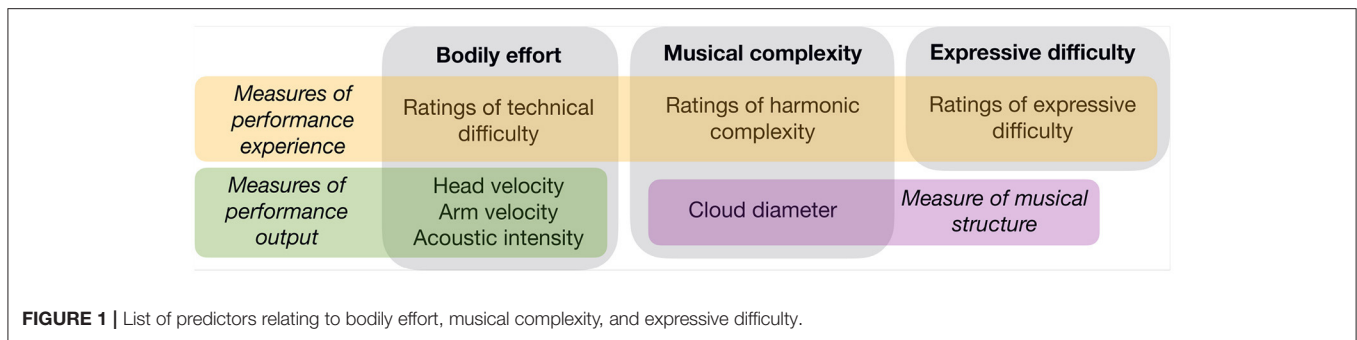 Bodily effort
Musical complexity
Expressive difficulty
Measures of
performance
experience
Ratings of technical
difficulty
Ratings of harmonic
complexity
Ratings of expressive
difficulty
Measures of
performance
output
Head velocity
Arm velocity
Acoustic intensity
Cloud diameter
Measure of musical
structure
FIGURE 1 | List of predictors relating to bodily effort, musical complexity, and expressive difficulty.